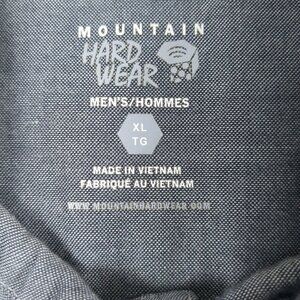 MOUNTAIN
HARD
WEAR
MEN'S/HOMMES
XL
TG
MADE IN VIETNAM
FABRIQUÉ AU VIETNAM
WWW.MOUNTAINHARDWEAR.COM